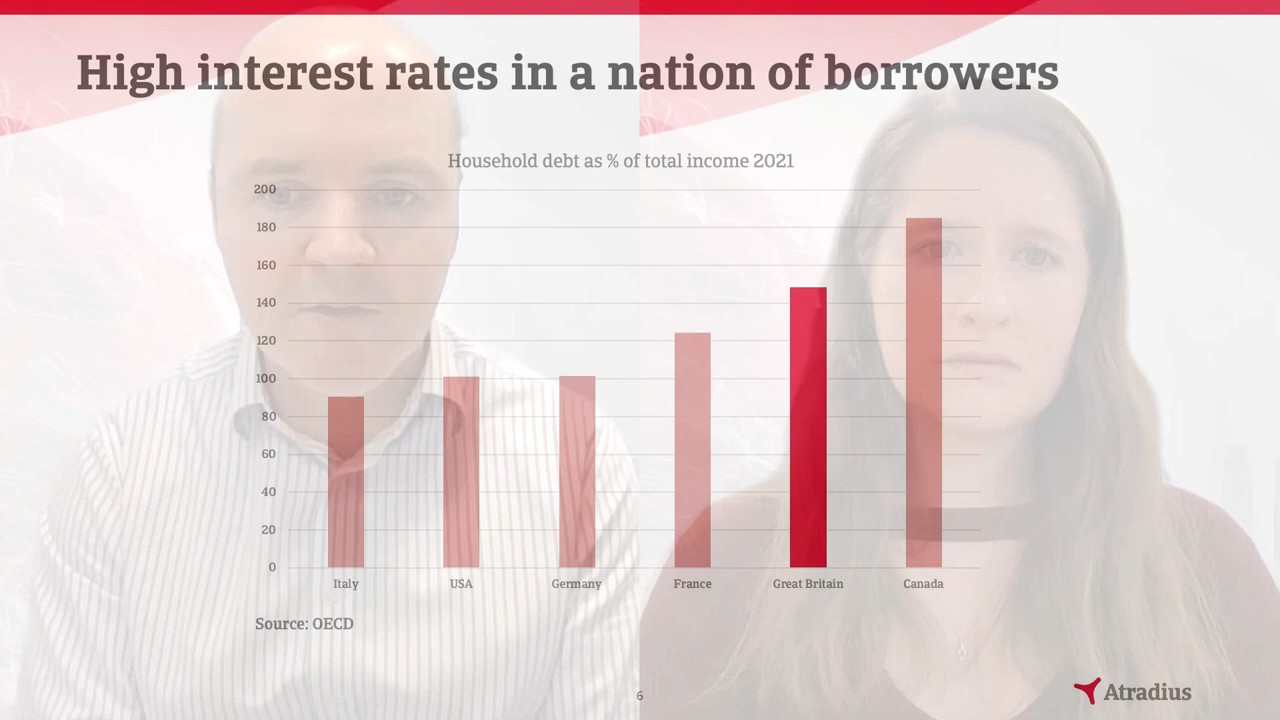 High interest rates in a nation of borrowers
Household debt as % of total income 2021
200
180
160
140
120
100
80
60
40
20
0
Italy USA Germany France Great Britain Canada
Source: OECD
6
Atradius